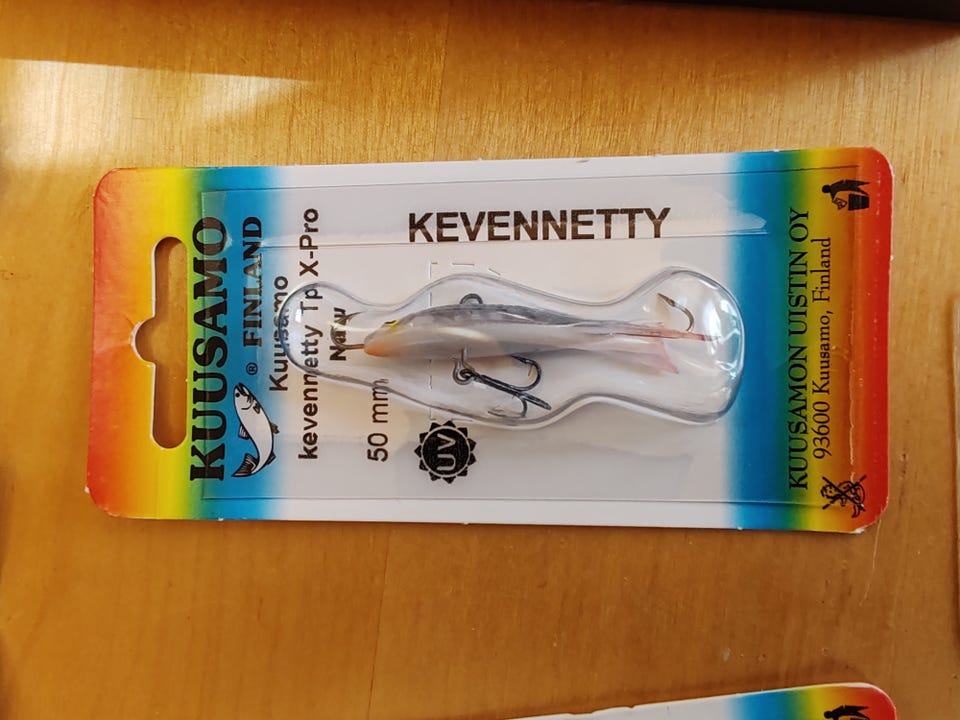 KUUSAMO
® FINLAND
Kuusamo
kevennetty Tp X-Pro
50 mm
KEVENNETTY
UV
KUUSAMON UISTIN OY
93600 Kuusamo, Finland